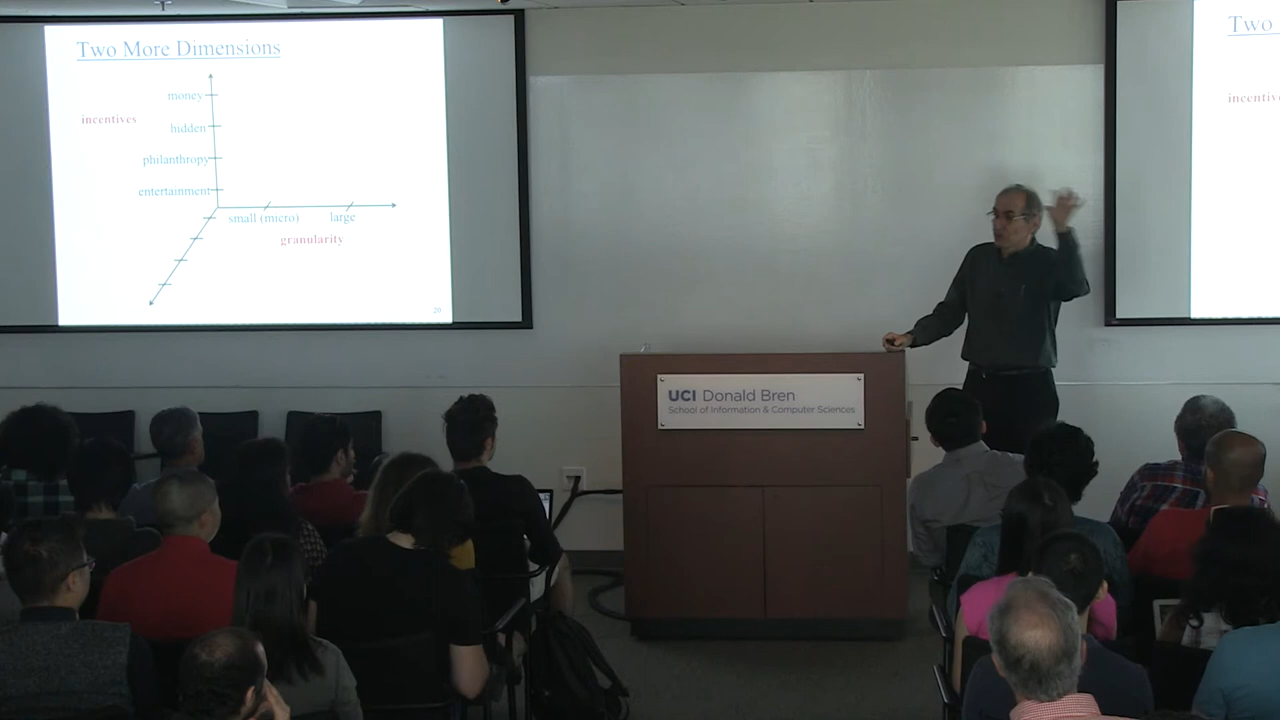 Two More Dimensions
money
incentives
hidden
philanthropy
entertainment
small (micro)
large
granularity
20
UCI Donald Bren
School of Information & Computer Sciences
Two
incentiv